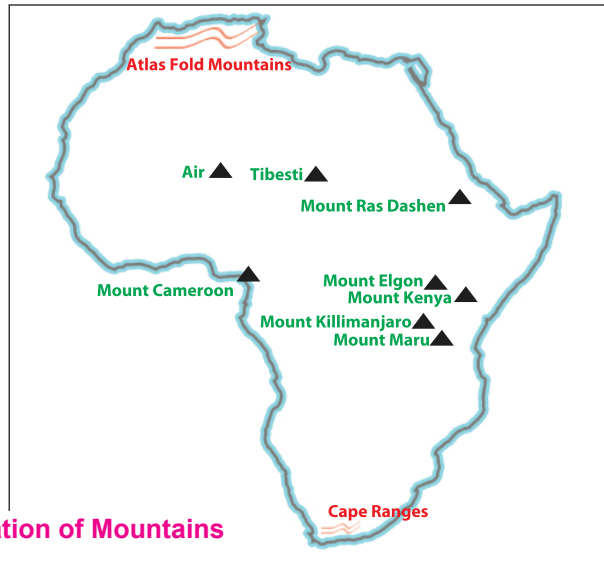 Atlas Fold Mountains
Air
Tibesti
Mount Ras Dashen
Mount Elgon
Mount Kenya
Mount Cameroon
Mount Killimanjaro
Mount Maru
Cape Ranges
of Mountains